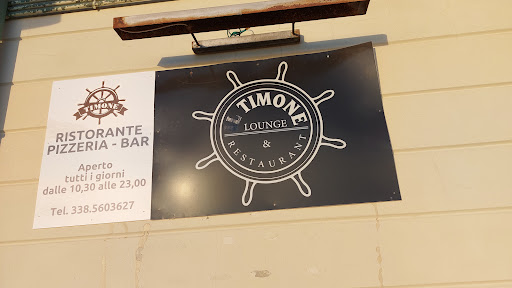 TIMONE
RISTORANTE
PIZZERIA - BAR
Aperto
tutti i giorni
dalle 10,30 alle 23,00
Tel. 338.5603627
IL TIMONE
LOUNGE
&
RESTAURANT